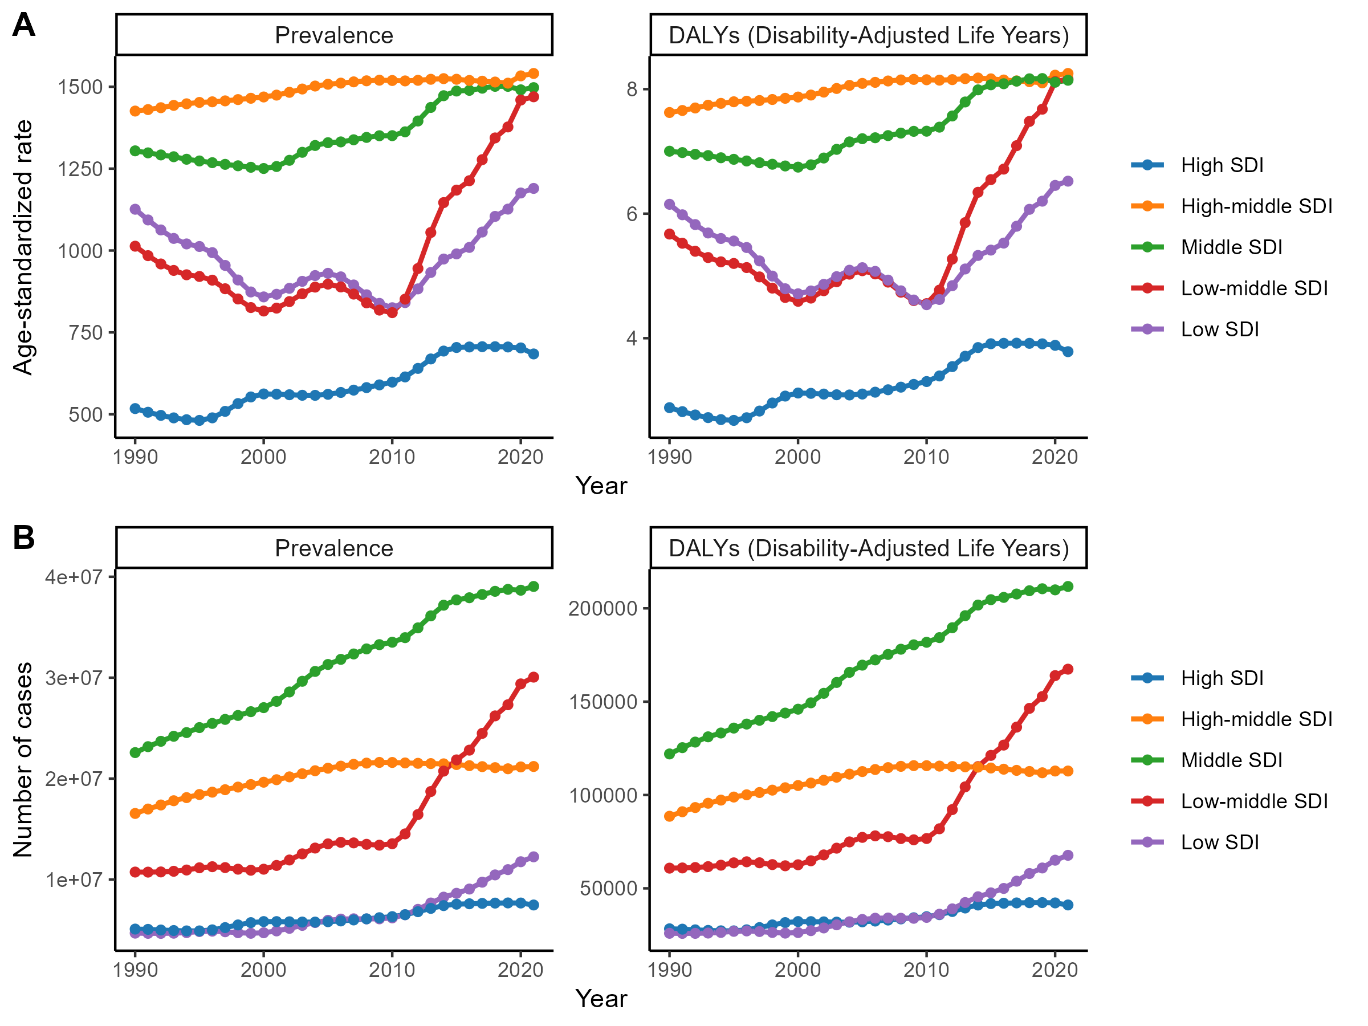 A
Prevalence
DALYs (Disability-Adjusted Life Years)
Age-standardized rate
1500
1250
1000
750
500
8
6
4
1990 2000 2010 2020
1990 2000 2010 2020
Year
High SDI
High-middle SDI
Middle SDI
Low-middle SDI
Low SDI
B
Prevalence
DALYs (Disability-Adjusted Life Years)
Number of cases
4e+07
3e+07
2e+07
1e+07
200000
150000
100000
50000
1990 2000 2010 2020
1990 2000 2010 2020
Year
High SDI
High-middle SDI
Middle SDI
Low-middle SDI
Low SDI